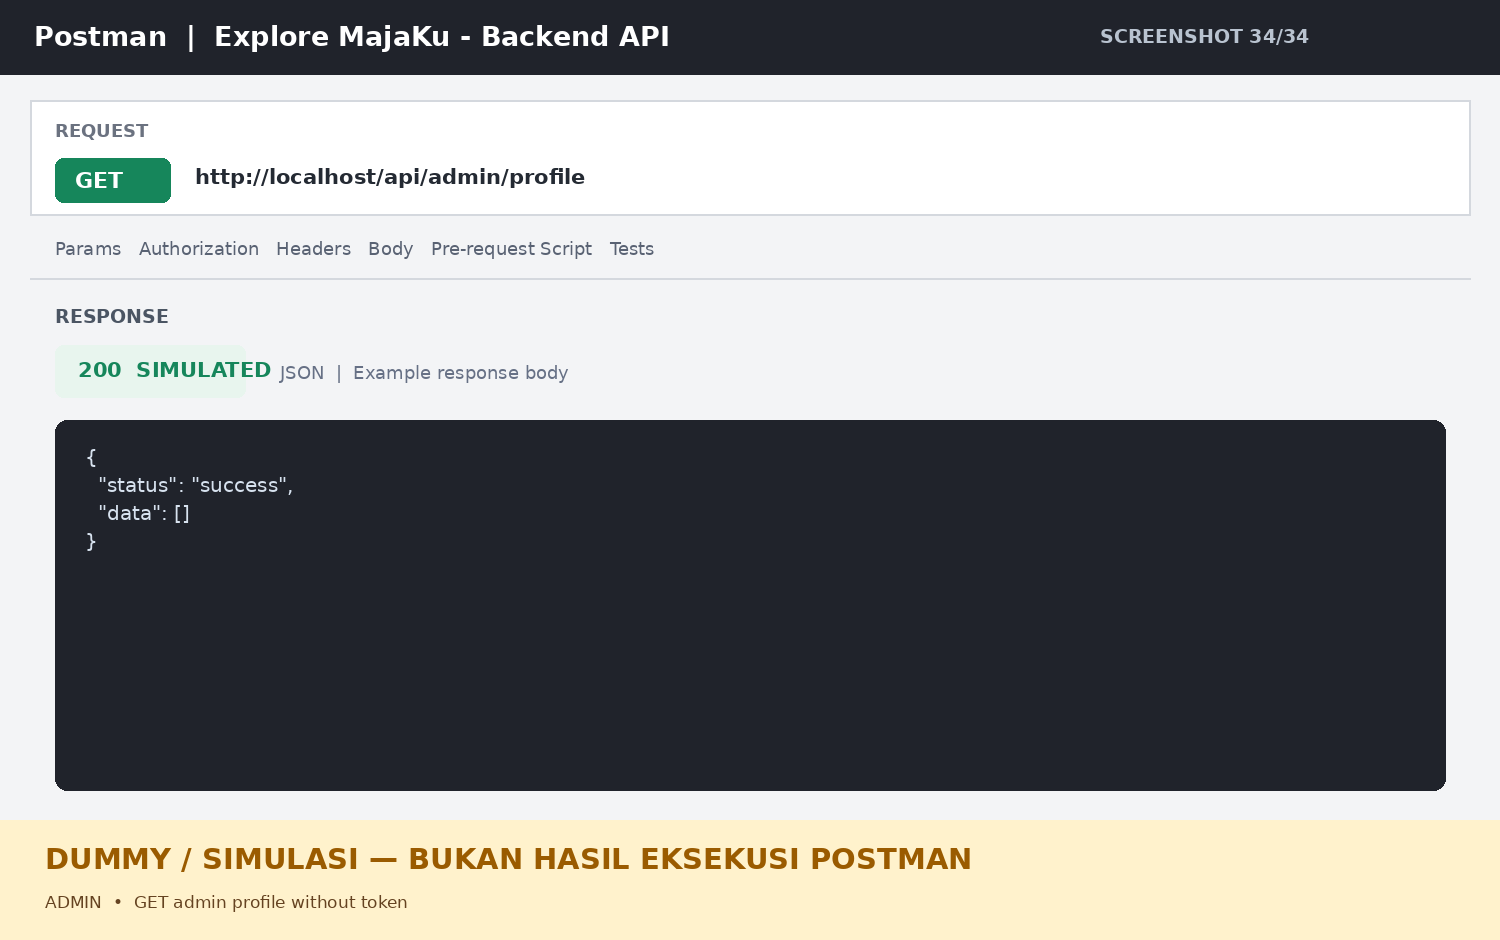 Postman | Explore MajaKu - Backend API
SCREENSHOT 34/34
REQUEST
GET http://localhost/api/admin/profile
Params Authorization Headers Body Pre-request Script Tests
RESPONSE
200 SIMULATED JSON | Example response body
{
"status": "success",
"data": []
}
DUMMY / SIMULASI — BUKAN HASIL EKSEKUSI POSTMAN
ADMIN • GET admin profile without token